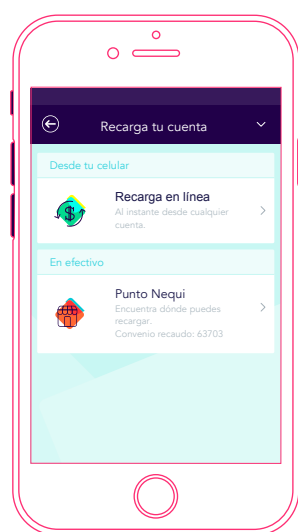 Recarga tu cuenta
Desde tu celular
Recarga en línea
Al instante desde cualquier
cuenta.
En efectivo
Punto Nequi
Encuentra dónde puedes
recargar.
Convenio recaudo: 63703